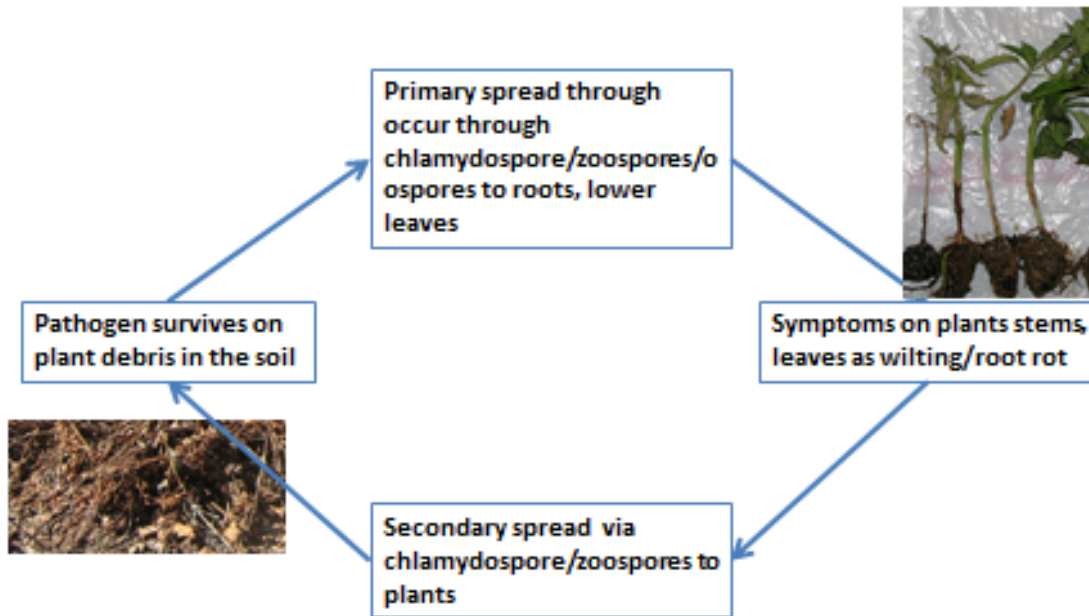 Primary spread through
occur through
chlamydospore/zoospores/o
ospores to roots, lower
leaves
Pathogen survives on
plant debris in the soil
Symptoms on plants stems,
leaves as wilting/root rot
Secondary spread via
chlamydospore/zoospores to
plants